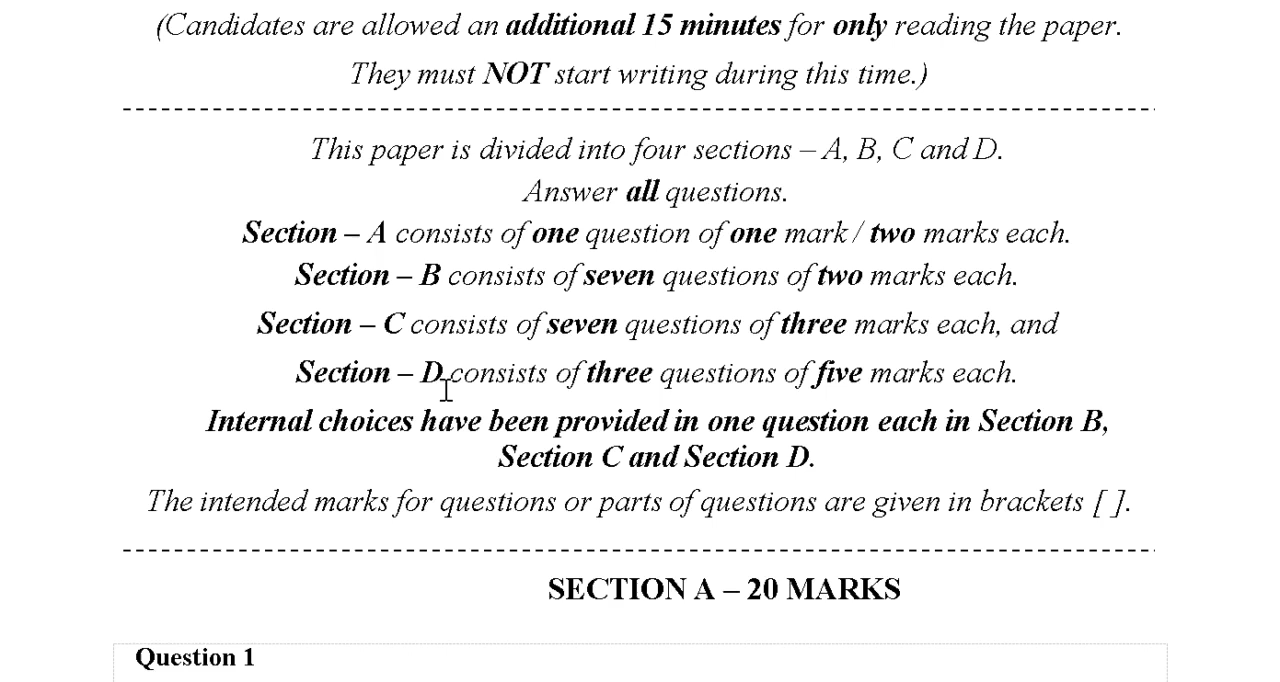 (Candidates are allowed an additional 15 minutes for only reading the paper.
They must NOT start writing during this time.)
This paper is divided into four sections – A, B, C and D.
Answer all questions.
Section – A consists of one question of one mark / two marks each.
Section – B consists of seven questions of two marks each.
Section – C consists of seven questions of three marks each, and
Section – D consists of three questions of five marks each.
Internal choices have been provided in one question each in Section B,
Section C and Section D.
The intended marks for questions or parts of questions are given in brackets [ ].
SECTION A – 20 MARKS
Question 1